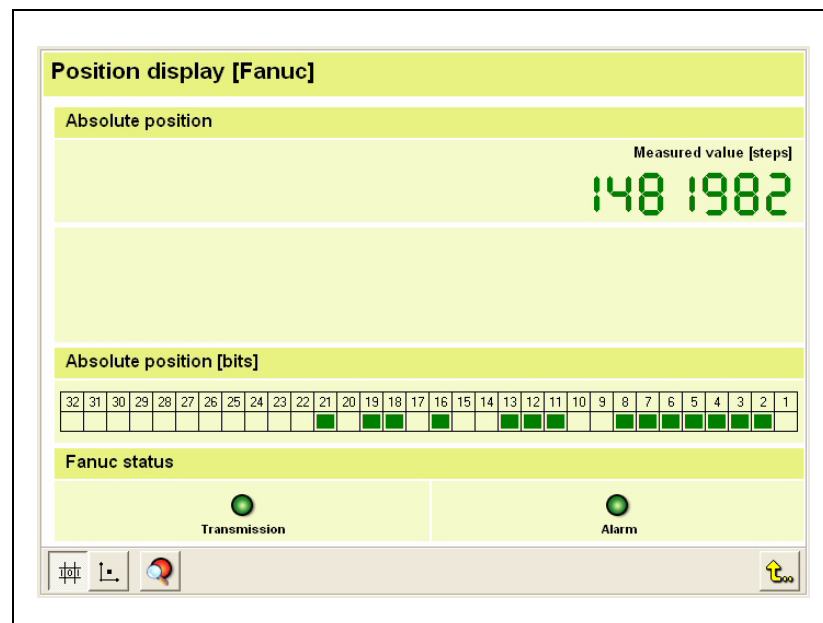 Position display [Fanuc]
Absolute position
Measured value [steps]
1481982
Absolute position [bits]
32 31 30 29 28 27 26 25 24 23 22 21 20 19 18 17 16 15 14 13 12 11 10 9 8 7 6 5 4 3 2 1
Fanuc status
Transmission Alarm